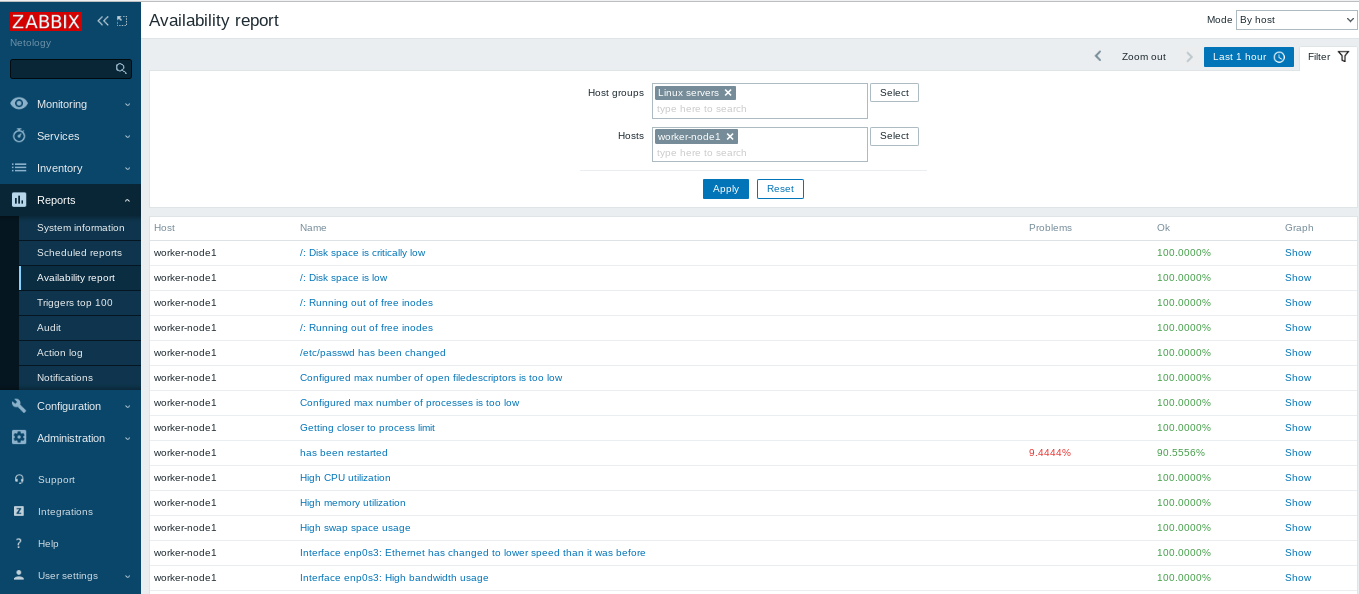 ZABBIX
Netology
Monitoring
Services
Inventory
Reports
System information
Scheduled reports
Availability report
Triggers top 100
Audit
Action log
Notifications
Configuration
Administration
Support
Z Integrations
? Help
User settings
Availability report
Mode By host
Zoom out Last 1 hour Filter
Host groups Linux servers Select
type here to search
Hosts worker-node1 Select
type here to search
Apply Reset
Host Name Problems Ok Graph
worker-node1 /: Disk space is critically low 100.0000% Show
worker-node1 /: Disk space is low 100.0000% Show
worker-node1 /: Running out of free inodes 100.0000% Show
worker-node1 /: Running out of free inodes 100.0000% Show
worker-node1 /etc/passwd has been changed 100.0000% Show
worker-node1 Configured max number of open filedescriptors is too low 100.0000% Show
worker-node1 Configured max number of processes is too low 100.0000% Show
worker-node1 Getting closer to process limit 100.0000% Show
worker-node1 has been restarted 9.4444% 90.5556% Show
worker-node1 High CPU utilization 100.0000% Show
worker-node1 High memory utilization 100.0000% Show
worker-node1 High swap space usage 100.0000% Show
worker-node1 Interface enp0s3: Ethernet has changed to lower speed than it was before 100.0000% Show
worker-node1 Interface enp0s3: High bandwidth usage 100.0000% Show